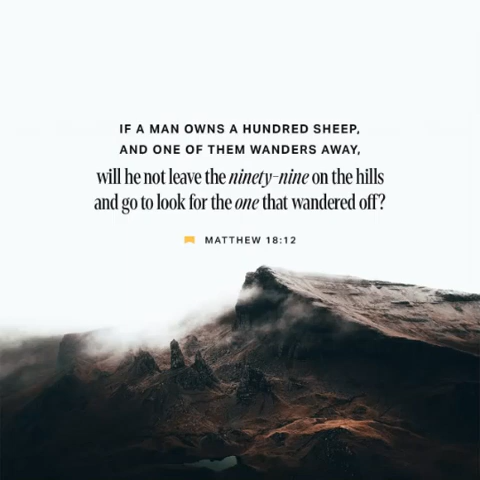 IF A MAN OWNS A HUNDRED SHEEP,
AND ONE OF THEM WANDERS AWAY,
will he not leave the ninety-nine on the hills
and go to look for the one that wandered off?
MATTHEW 18:12